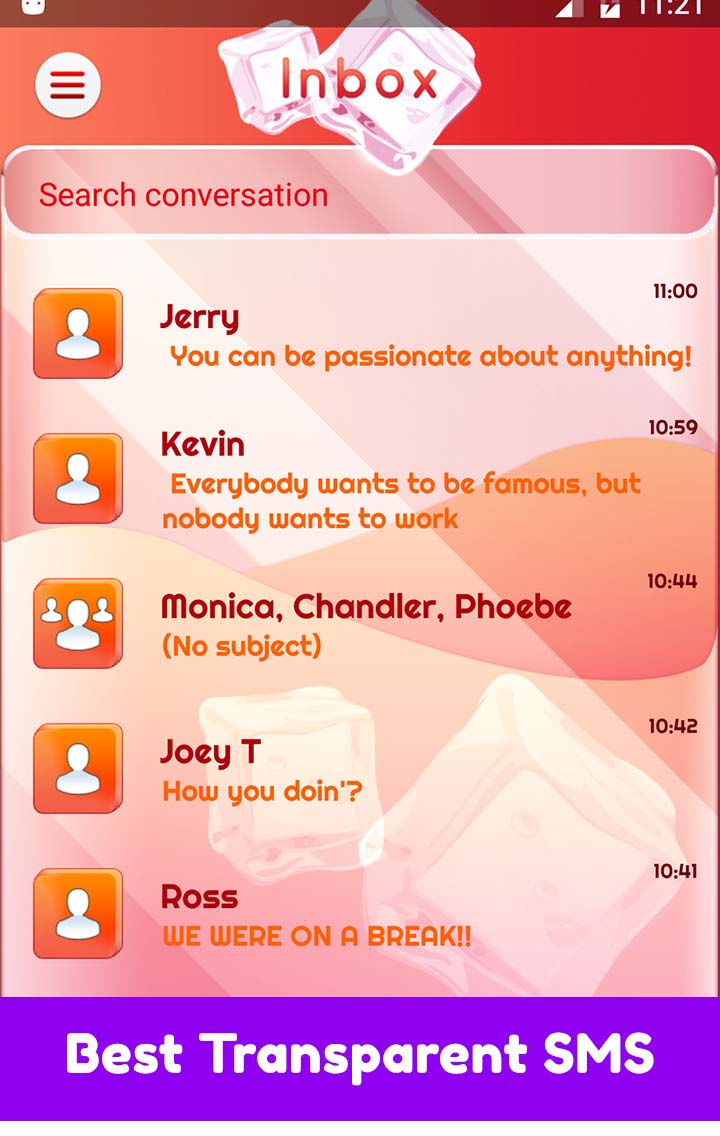 11:21
Inbox
Search conversation
11:00
Jerry
You can be passionate about anything!
10:59
Kevin
Everybody wants to be famous, but
nobody wants to work
10:44
Monica, Chandler, Phoebe
(No subject)
10:42
Joey T
How you doin'?
10:41
Ross
WE WERE ON A BREAK!!
Best Transparent SMS